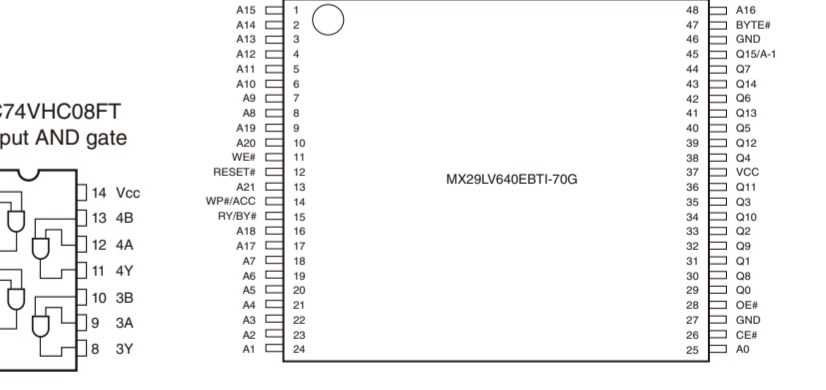 C74VHC08FT
put AND gate
14 Vcc
13 4B
12 4A
11 4Y
10 3B
9 3A
8 3Y
A15 1
A14 2
A13 3
A12 4
A11 5
A10 6
A9 7
A8 8
A19 9
A20 10
WE# 11
RESET# 12
A21 13
WP#/ACC 14
RY/BY# 15
A18 16
A17 17
A7 18
A6 19
A5 20
A4 21
A3 22
A2 23
A1 24
MX29LV640EBTI-70G
48 A16
47 BYTE#
46 GND
45 Q15/A-1
44 Q7
43 Q14
42 Q6
41 Q13
40 Q5
39 Q12
38 Q4
37 VCC
36 Q11
35 Q3
34 Q10
33 Q2
32 Q9
31 Q1
30 Q8
29 Q0
28 OE#
27 GND
26 CE#
25 A0